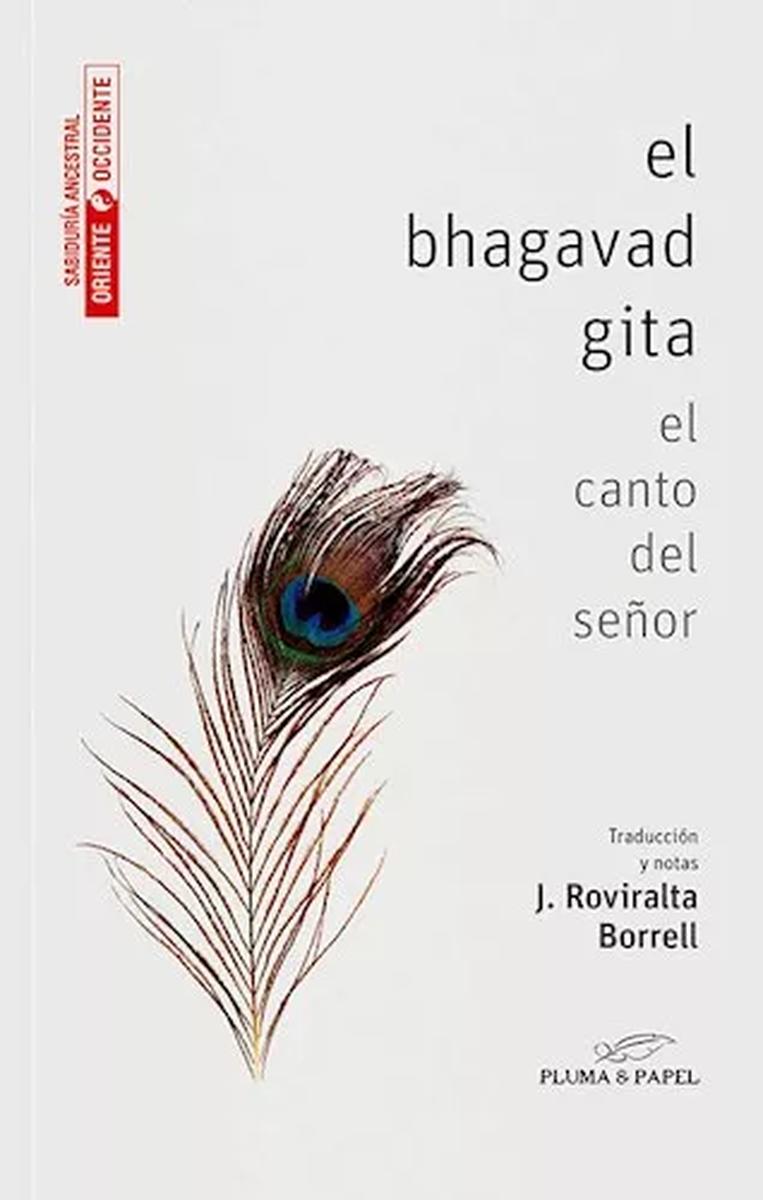 SABIDURÍA ANCESTRAL
ORIENTE OCCIDENTE
el
bhagavad
gita
el
canto
del
señor
Traducción
y notas
J. Roviralta
Borrell
PLUMA & PAPEL